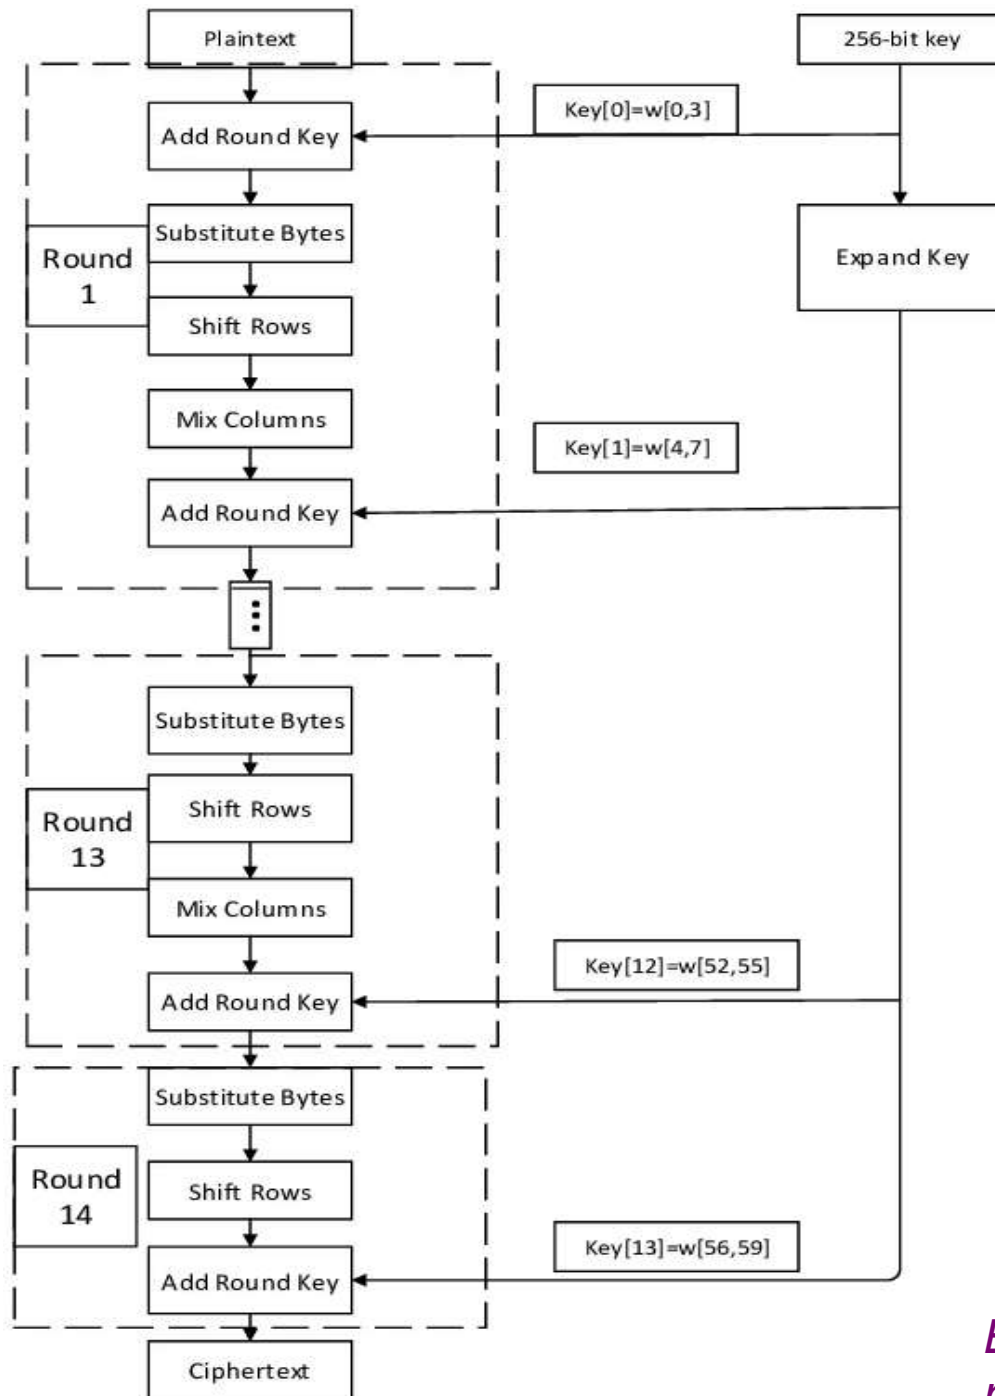 Plaintext
256-bit key
Key[0]=w[0,3]
Add Round Key
Substitute Bytes
Round
1
Expand Key
Shift Rows
Mix Columns
Key[1]=w[4,7]
Add Round Key
Substitute Bytes
Shift Rows
Round
13
Mix Columns
Key[12]=w[52,55]
Add Round Key
Substitute Bytes
Round
14
Shift Rows
Key[13]=w[56,59]
Add Round Key
Ciphertext